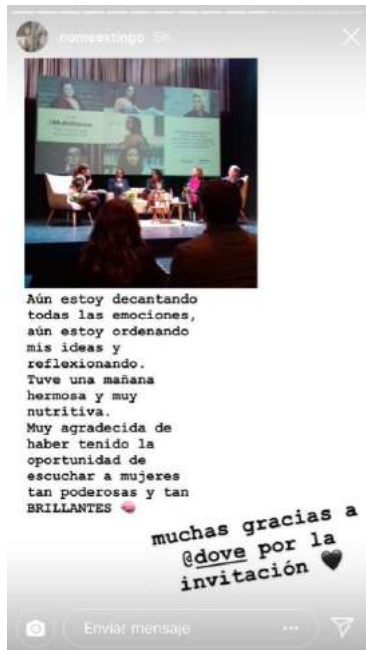 nomeextingo 5h
Aún estoy decantando
todas las emociones,
aún estoy ordenando
mis ideas y
reflexionando.
Tuve una mañana
hermosa y muy
nutritiva.
Muy agradecida de
haber tenido la
oportunidad de
escuchar a mujeres
tan poderosas y tan
BRILLANTES 🧠
muchas gracias a
@dove por la
invitación 🖤
Enviar mensaje